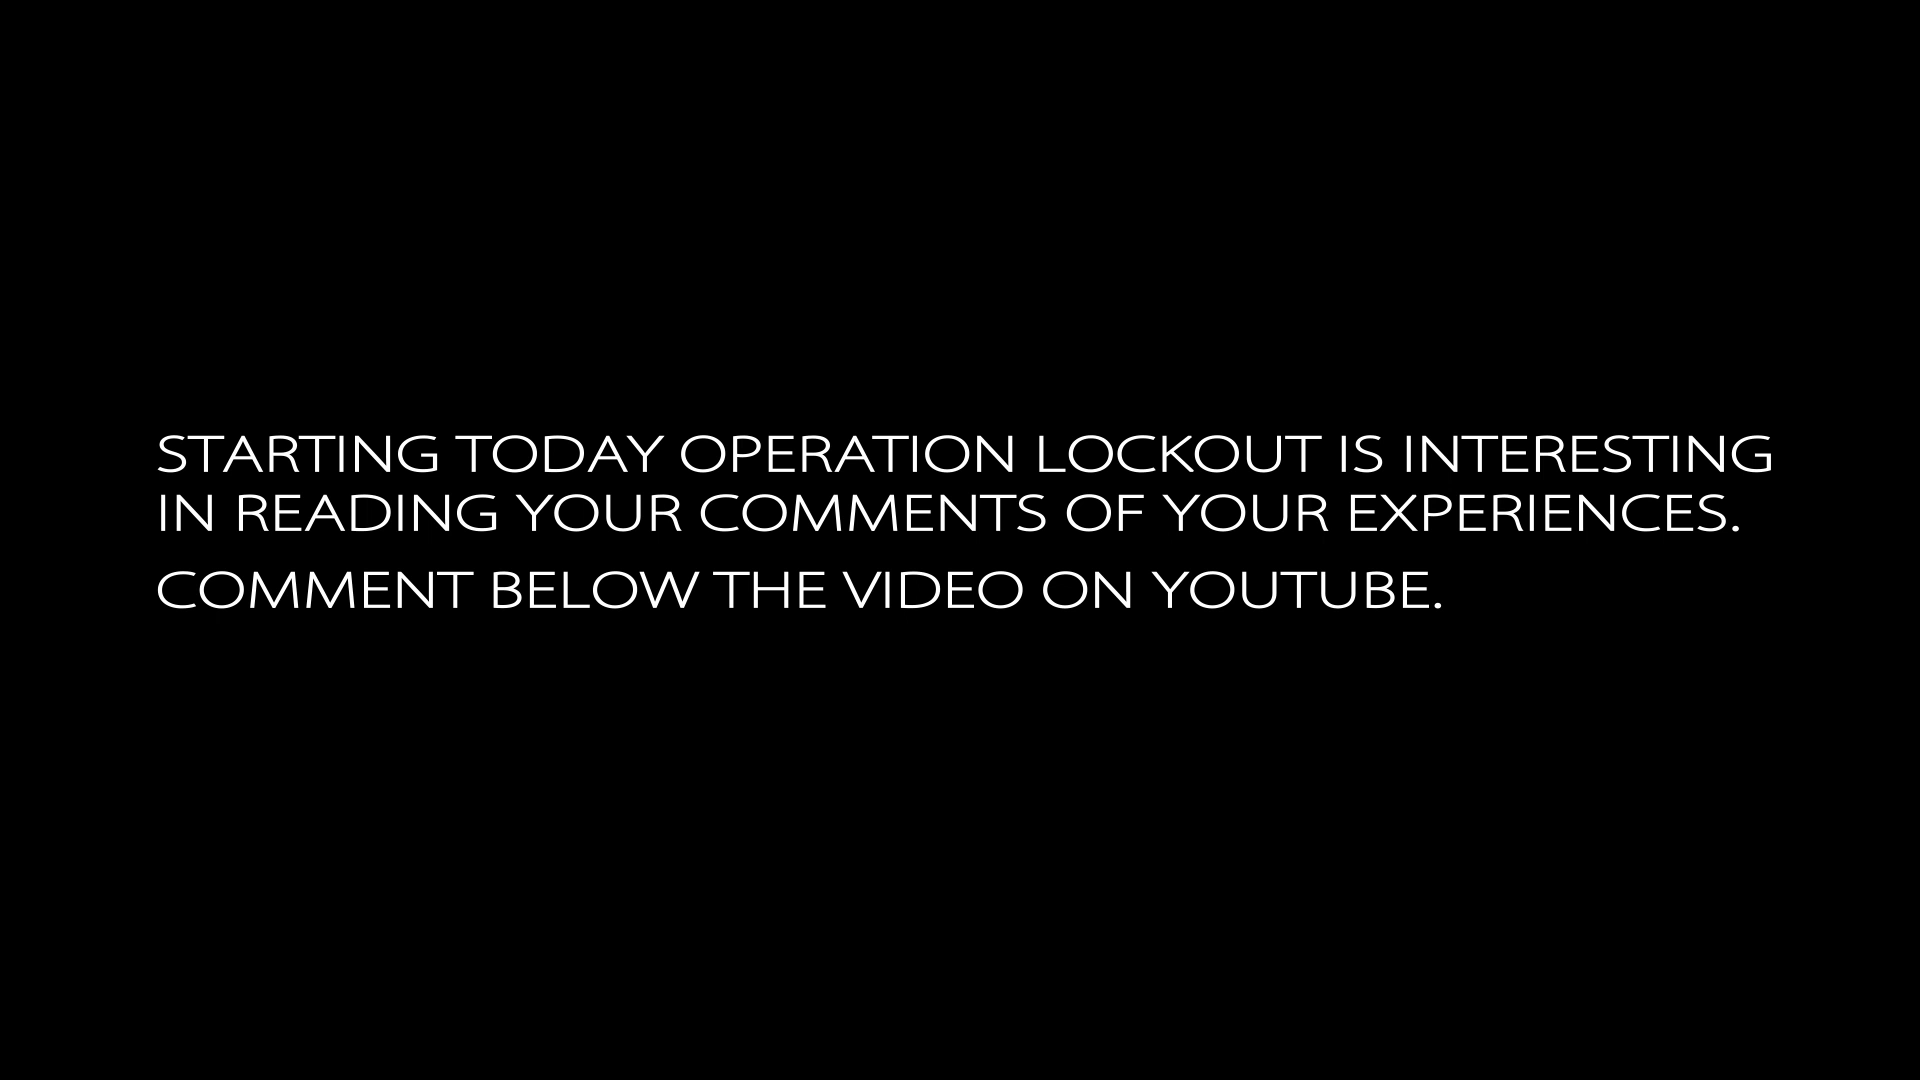 STARTING TODAY OPERATION LOCKOUT IS INTERESTING
IN READING YOUR COMMENTS OF YOUR EXPERIENCES.
COMMENT BELOW THE VIDEO ON YOUTUBE.